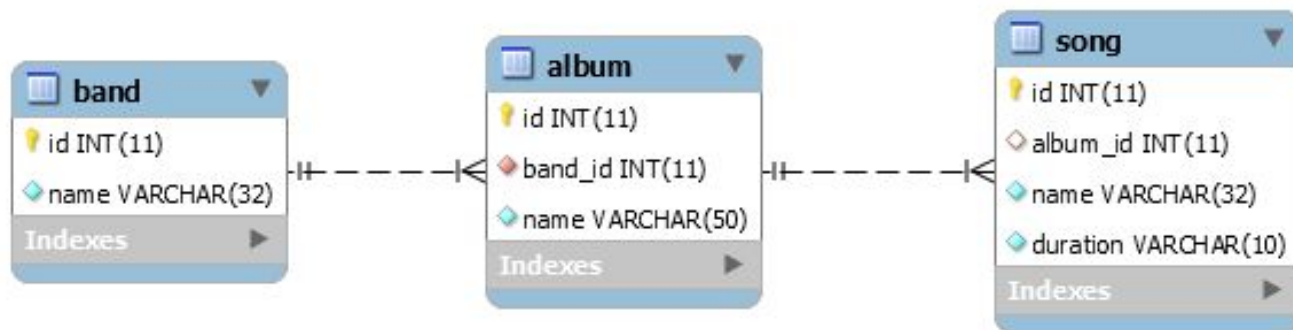 band
id INT(11)
name VARCHAR(32)
Indexes
album
id INT(11)
band_id INT(11)
name VARCHAR(50)
Indexes
song
id INT(11)
album_id INT(11)
name VARCHAR(32)
duration VARCHAR(10)
Indexes